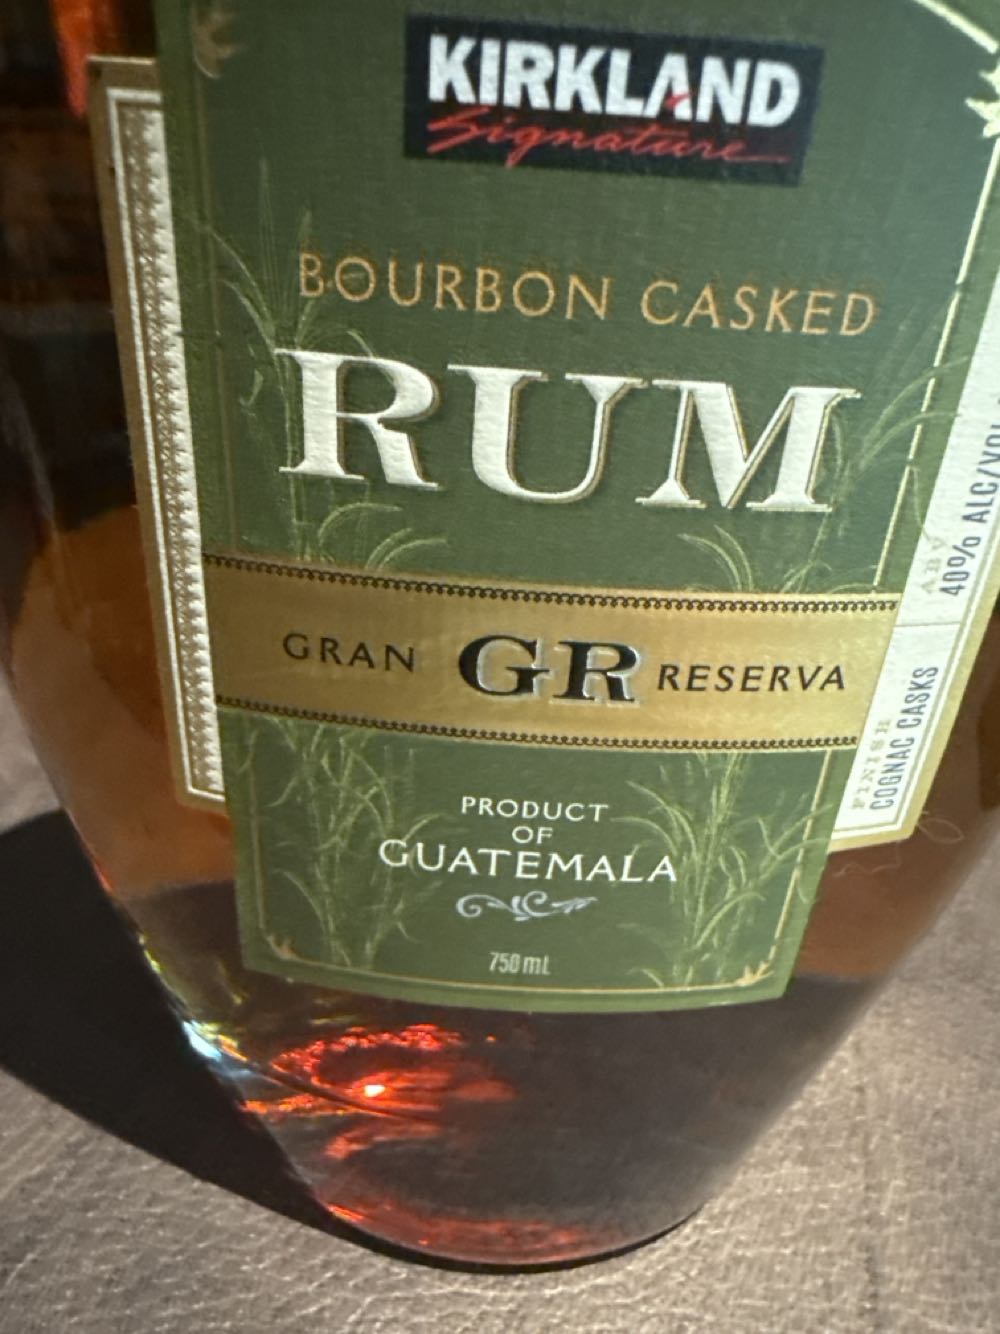 KIRKLAND
Signature
BOURBON CASKED
RUM
GRAN GR RESERVA
PRODUCT
OF
GUATEMALA
750 mL
ABV
40% ALC/VOL
FINISH
COGNAC CASKS